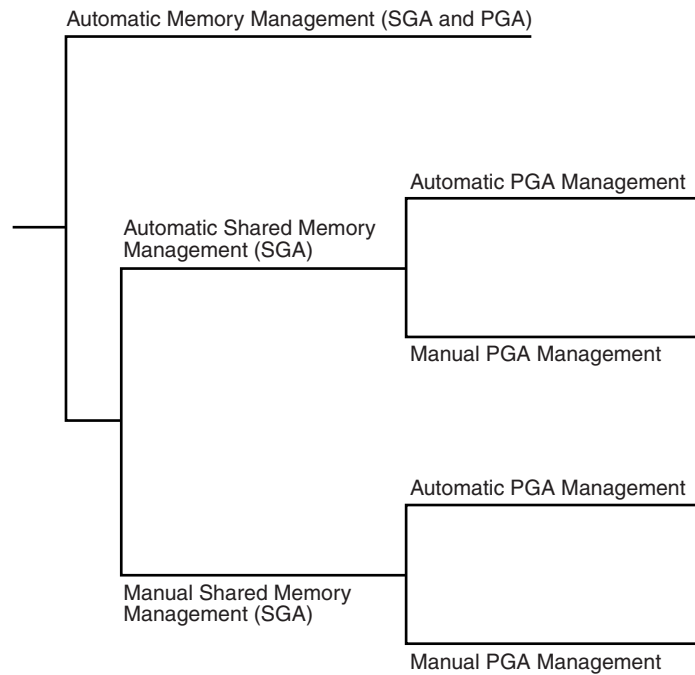 Automatic Memory Management (SGA and PGA)
Automatic PGA Management
Automatic Shared Memory
Management (SGA)
Manual PGA Management
Automatic PGA Management
Manual Shared Memory
Management (SGA)
Manual PGA Management